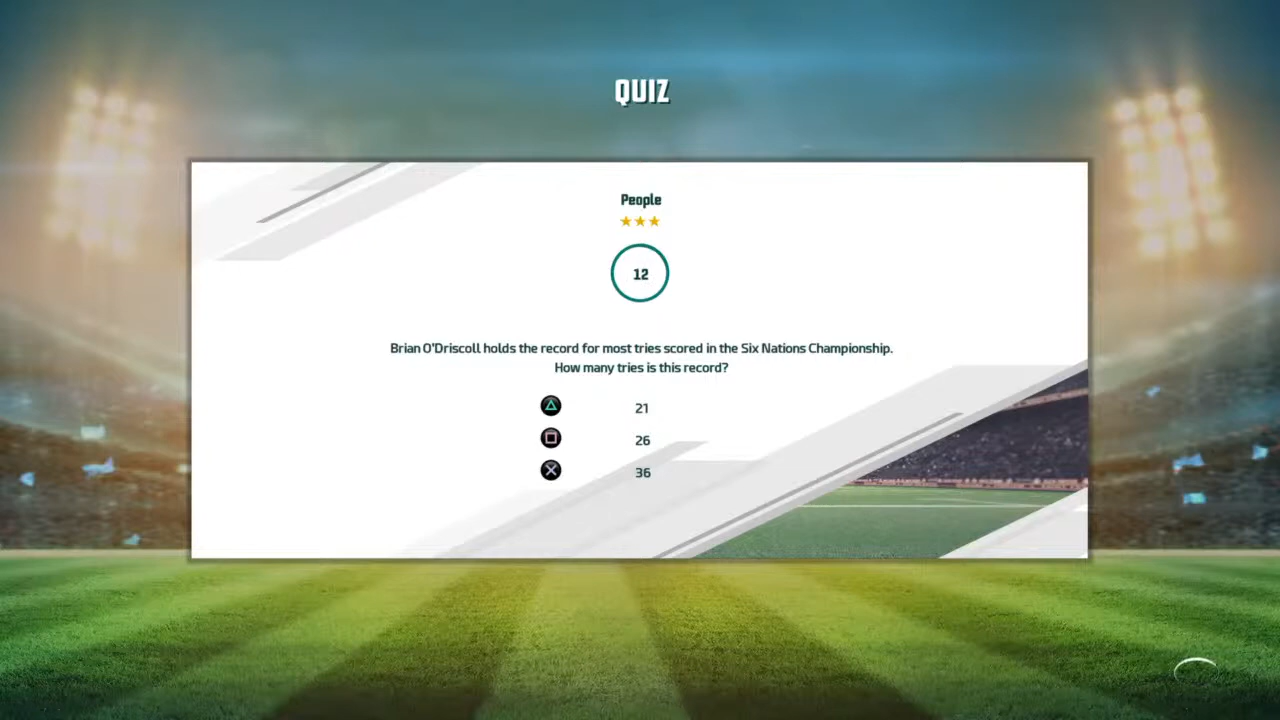 QUIZ
People
12
Brian O'Driscoll holds the record for most tries scored in the Six Nations Championship.
How many tries is this record?
21
26
36